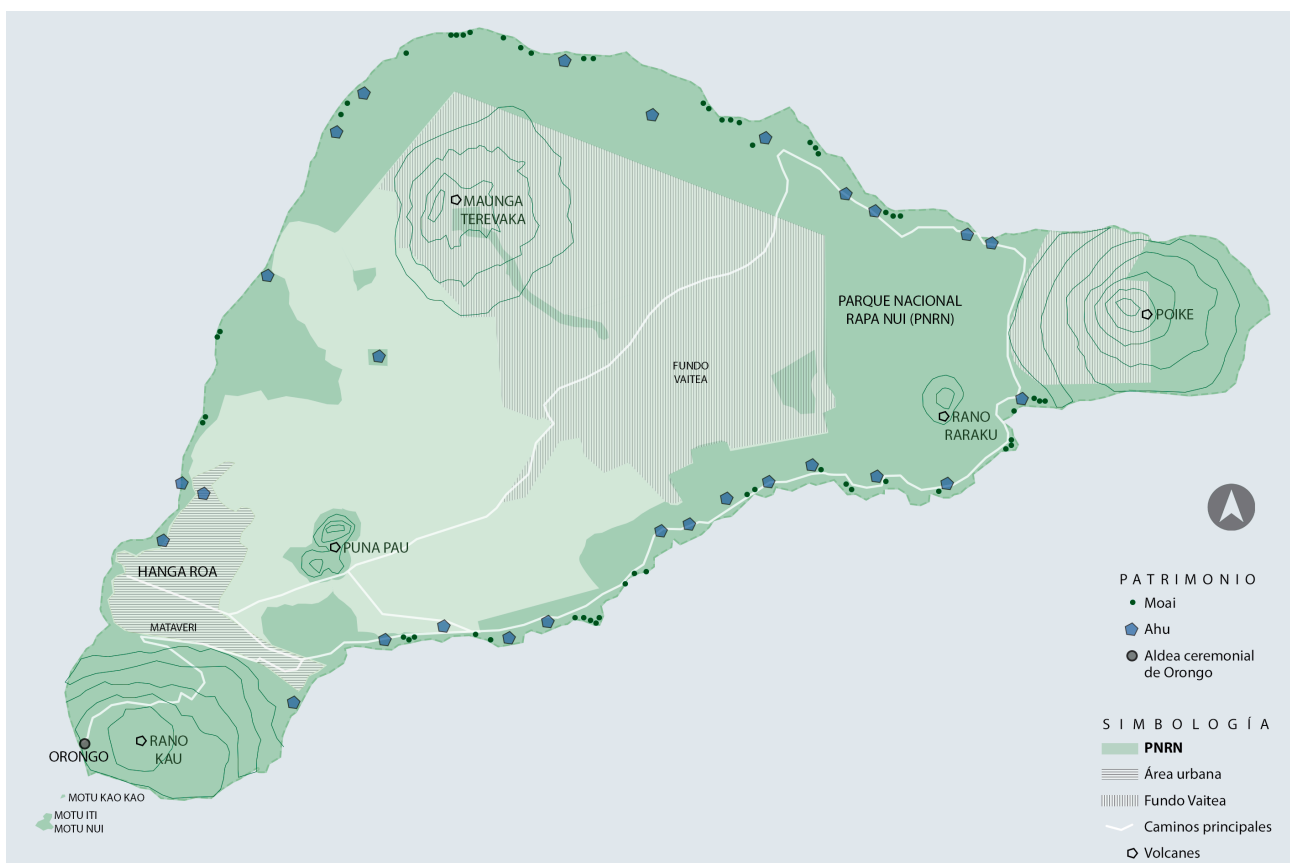 MAUNGA
TEREVAKA
PARQUE NACIONAL
RAPA NUI (PNRN)
POIKE
FUNDO
VAITEA
RANO
RARAKU
PUNA PAU
HANGA ROA
MATAVERI
RANO
KAU
ORONGO
MOTU KAO KAO
MOTU ITI
MOTU NUI
PATRIMONIO
Moai
Ahu
Aldea ceremonial
de Orongo
SIMBOLOGÍA
PNRN
Área urbana
Fundo Vaitea
Caminos principales
Volcanes